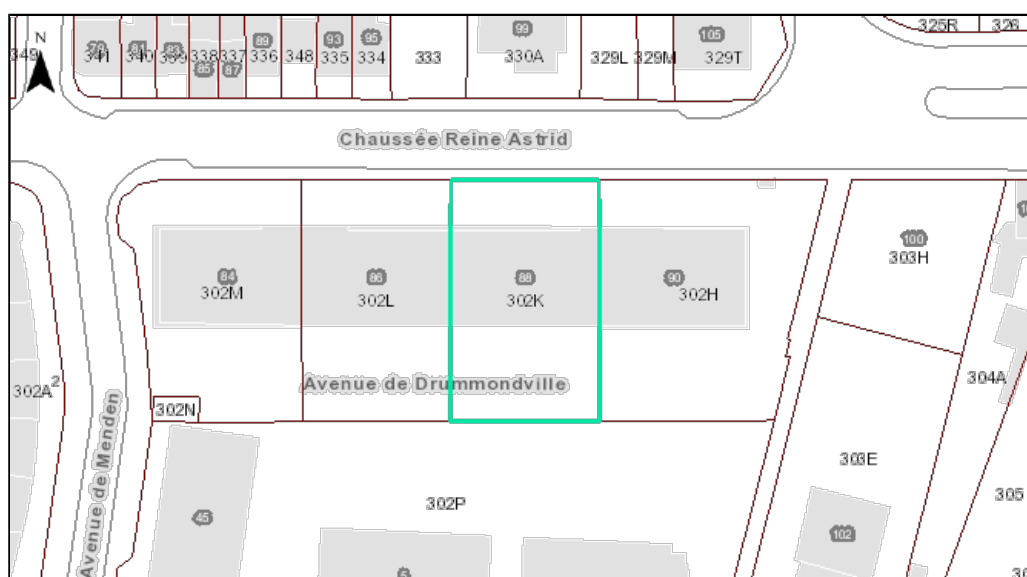 325R 326
99
79 81 83 89 93 95 105
349 341 340 339 338 337 336 348 335 334 333 330A 329L 329M 329T
85 87
N
Chaussée Reine Astrid
100
303H
84 86 88 90
302M 302L 302K 302H
302A²
Avenue de Drummondville
304A
302N
303E
Avenue de Menden
302P
305
45
102